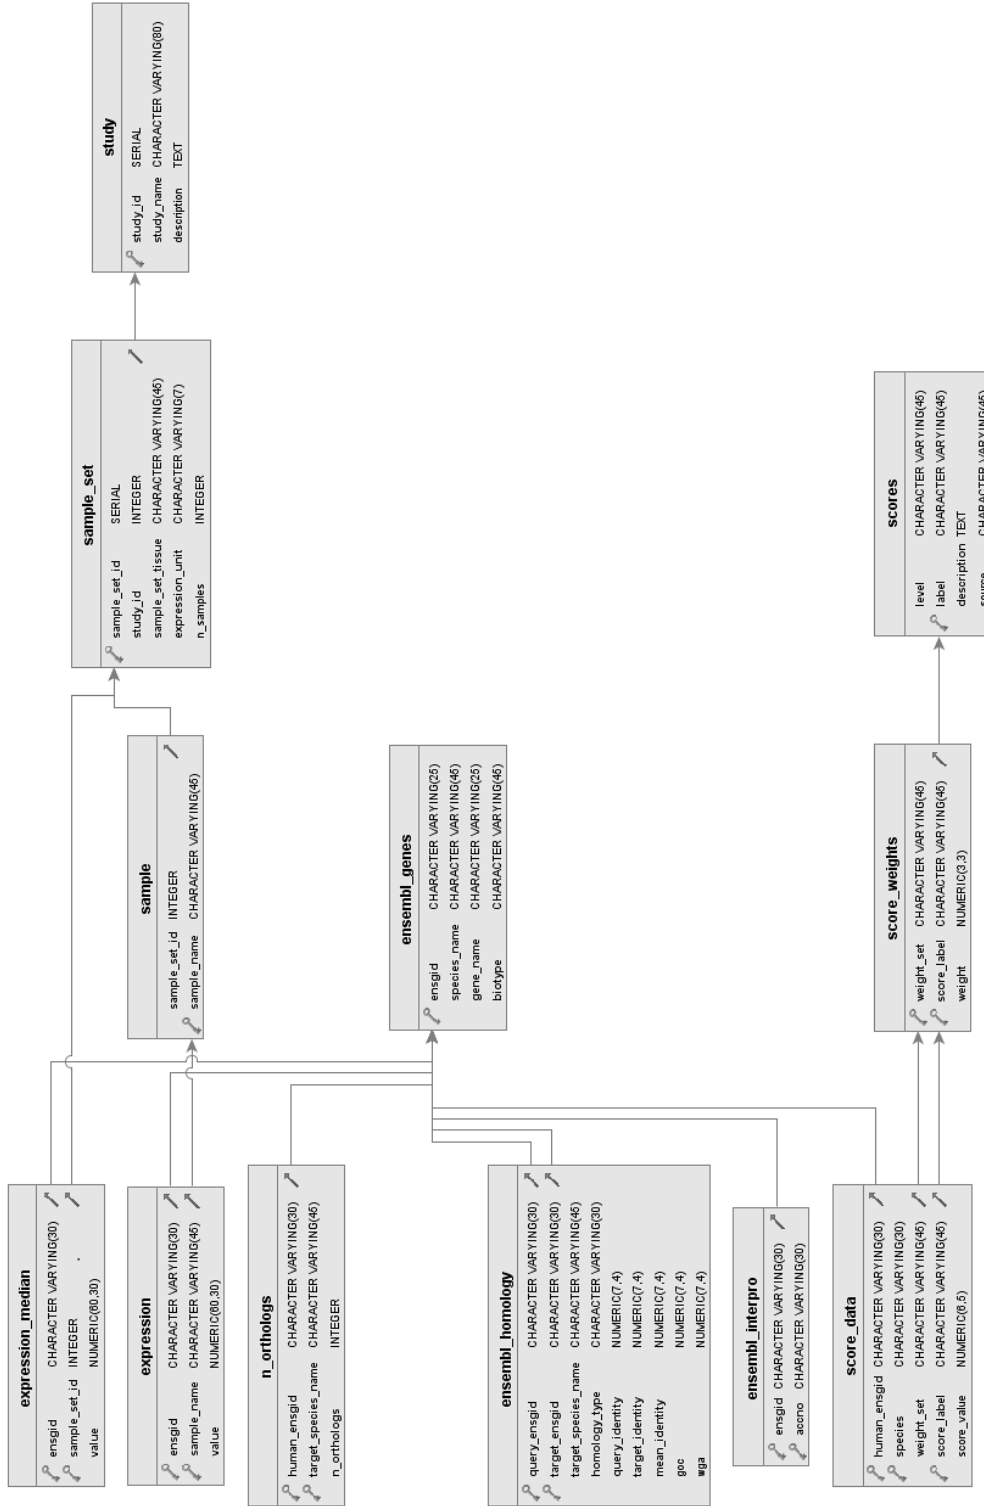 study
study_id SERIAL
study_name CHARACTER VARYING(80)
description TEXT
sample_set
sample_set_id SERIAL
study_id INTEGER
sample_set_tissue CHARACTER VARYING(45)
expression_unit CHARACTER VARYING(7)
n_samples INTEGER
scores
level CHARACTER VARYING(45)
label CHARACTER VARYING(45)
description TEXT
source CHARACTER VARYING(45)
sample
sample_set_id INTEGER
sample_name CHARACTER VARYING(45)
ensembl_genes
ensgid CHARACTER VARYING(25)
species_name CHARACTER VARYING(45)
gene_name CHARACTER VARYING(25)
biotype CHARACTER VARYING(45)
score_weights
weight_set CHARACTER VARYING(45)
score_label CHARACTER VARYING(45)
weight NUMERIC(3,3)
expression_median
ensgid CHARACTER VARYING(30)
sample_set_id INTEGER
value NUMERIC(60,30)
expression
ensgid CHARACTER VARYING(30)
sample_name CHARACTER VARYING(45)
value NUMERIC(60,30)
n_orthologs
human_ensgid CHARACTER VARYING(30)
target_species_name CHARACTER VARYING(45)
n_orthologs INTEGER
ensembl_homology
query_ensgid CHARACTER VARYING(30)
target_ensgid CHARACTER VARYING(30)
target_species_name CHARACTER VARYING(45)
homology_type CHARACTER VARYING(30)
query_identity NUMERIC(7,4)
target_identity NUMERIC(7,4)
mean_identity NUMERIC(7,4)
goc NUMERIC(7,4)
wga NUMERIC(7,4)
ensembl_interpro
ensgid CHARACTER VARYING(30)
accno CHARACTER VARYING(30)
score_data
human_ensgid CHARACTER VARYING(30)
species CHARACTER VARYING(30)
weight_set CHARACTER VARYING(45)
score_label CHARACTER VARYING(45)
score_value NUMERIC(6,5)